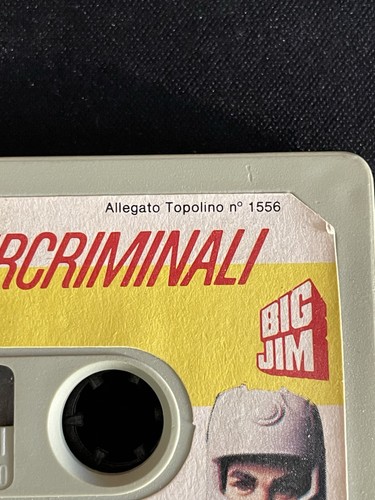 Allegato Topolino n° 1556
RCRIMINALI
BIG
JIM